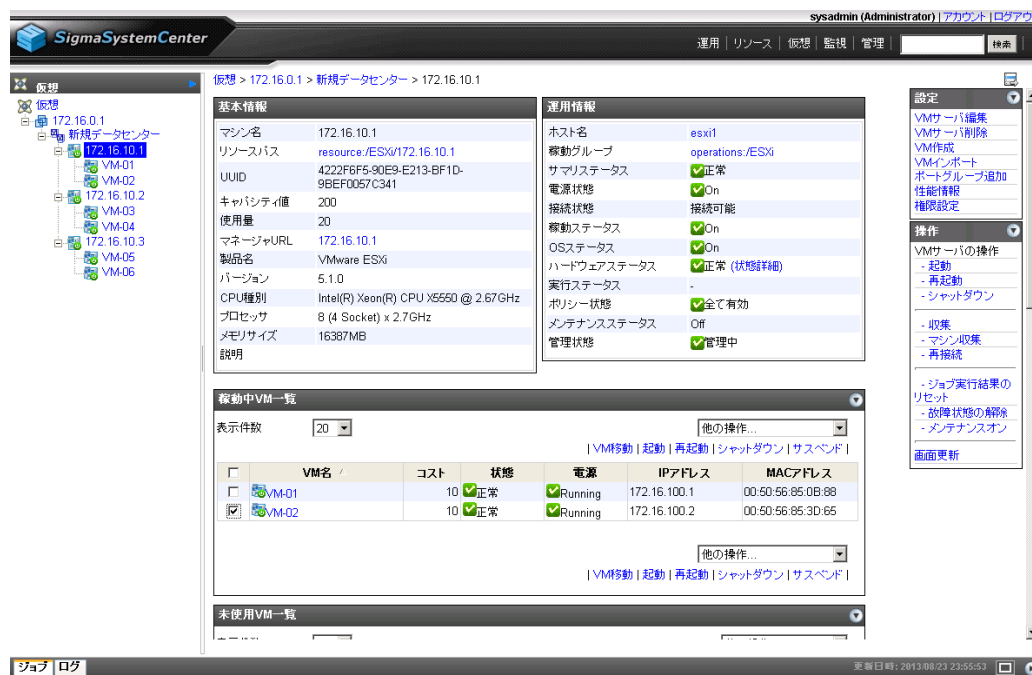 sysadmin (Administrator) | アカウント | ログアウ
SigmaSystemCenter
運用 | リソース | 仮想 | 監視 | 管理 | 検索
仮想
仮想
172.16.0.1
新規データセンター
172.16.10.1
VM-01
VM-02
172.16.10.2
VM-03
VM-04
172.16.10.3
VM-05
VM-06
仮想 > 172.16.0.1 > 新規データセンター > 172.16.10.1
基本情報
マシン名 172.16.10.1
リソースパス resource:/ESXi/172.16.10.1
UUID 4222F6F5-90E9-E213-BF1D-
9BEF0057C341
キャパシティ値 200
使用量 20
マネージャURL 172.16.10.1
製品名 VMware ESXi
バージョン 5.1.0
CPU種別 Intel(R) Xeon(R) CPU X5550 @ 2.67GHz
プロセッサ 8 (4 Socket) x 2.7GHz
メモリサイズ 16387MB
説明
運用情報
ホスト名 esxi1
稼動グループ operations:/ESXi
サマリステータス 正常
電源状態 On
接続状態 接続可能
稼動ステータス On
OSステータス On
ハードウェアステータス 正常 (状態詳細)
実行ステータス -
ポリシー状態 全て有効
メンテナンスステータス Off
管理状態 管理中
稼動中VM一覧
表示件数 20 他の操作...
| VM移動 | 起動 | 再起動 | シャットダウン | サスペンド |
VM名 コスト 状態 電源 IPアドレス MACアドレス
VM-01 10 正常 Running 172.16.100.1 00:50:56:85:0B:88
VM-02 10 正常 Running 172.16.100.2 00:50:56:85:3D:65
他の操作...
| VM移動 | 起動 | 再起動 | シャットダウン | サスペンド |
未使用VM一覧
設定
VMサーバ編集
VMサーバ削除
VM作成
VMインポート
ポートグループ追加
性能情報
権限設定
操作
VMサーバの操作
- 起動
- 再起動
- シャットダウン
- 収集
- マシン収集
- 再接続
- ジョブ実行結果の
リセット
- 故障状態の解除
- メンテナンスオン
画面更新
ジョブ ログ
更新日時: 2013/08/23 23:55:53